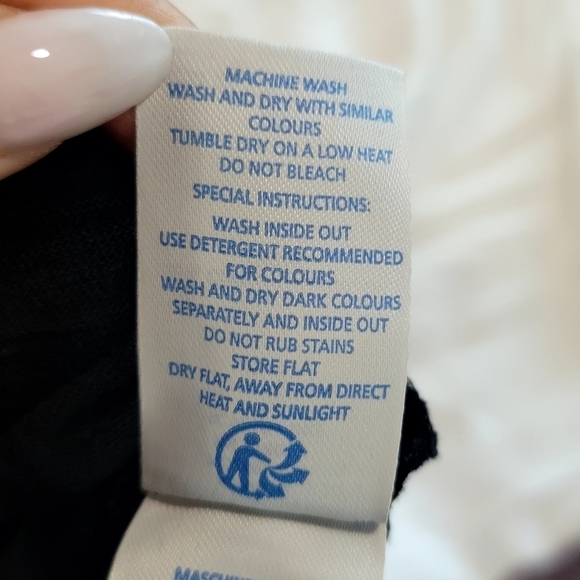 MACHINE WASH
WASH AND DRY WITH SIMILAR
COLOURS
TUMBLE DRY ON A LOW HEAT
DO NOT BLEACH
SPECIAL INSTRUCTIONS:
WASH INSIDE OUT
USE DETERGENT RECOMMENDED
FOR COLOURS
WASH AND DRY DARK COLOURS
SEPARATELY AND INSIDE OUT
DO NOT RUB STAINS
STORE FLAT
DRY FLAT, AWAY FROM DIRECT
HEAT AND SUNLIGHT